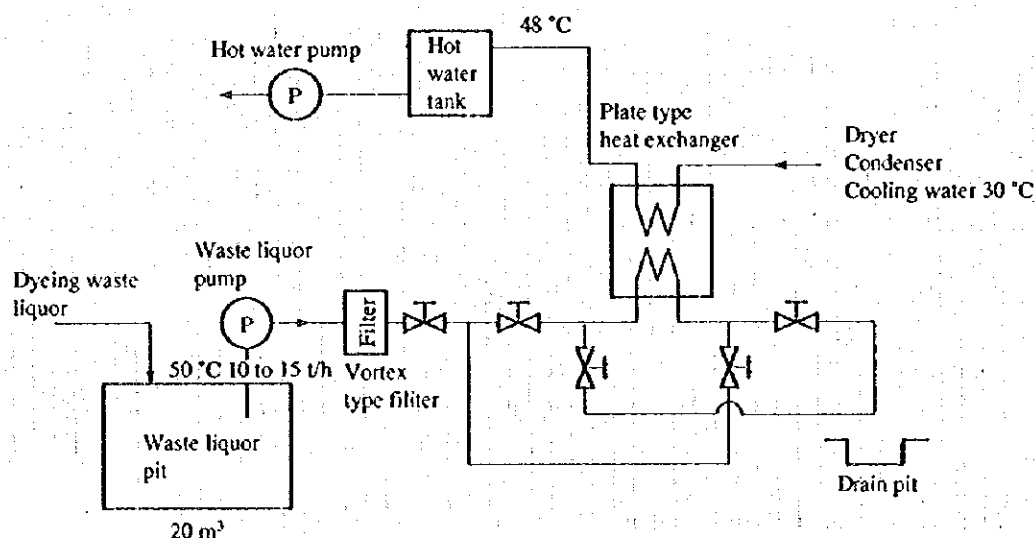 48 °C
Hot water pump
P
Hot
water
tank
Plate type
heat exchanger
Dryer
Condenser
Cooling water 30 °C
Waste liquor
pump
Dyeing waste
liquor
P
Filter
50 °C 10 to 15 t/h
Vortex
type filiter
Waste liquor
pit
Drain pit
20 m³